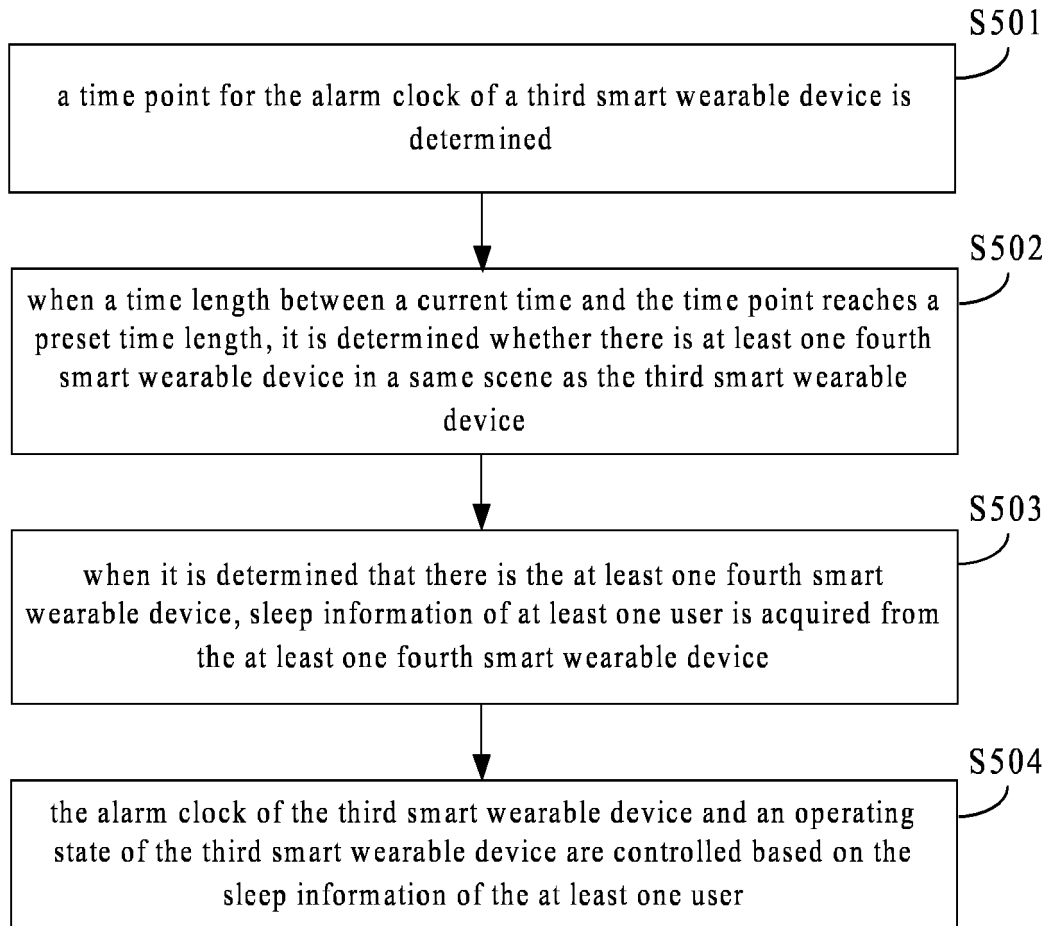 S501
a time point for the alarm clock of a third smart wearable device is
determined
S502
when a time length between a current time and the time point reaches a
preset time length, it is determined whether there is at least one fourth
smart wearable device in a same scene as the third smart wearable
device
S503
when it is determined that there is the at least one fourth smart
wearable device, sleep information of at least one user is acquired from
the at least one fourth smart wearable device
S504
the alarm clock of the third smart wearable device and an operating
state of the third smart wearable device are controlled based on the
sleep information of the at least one user